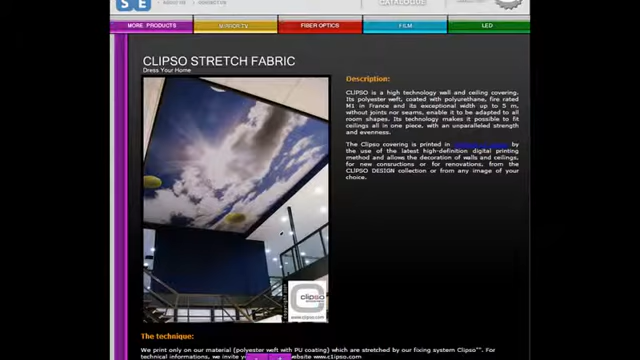 SE
CATALOGUE
MORE PRODUCTS
MIRROR TV
FIBER OPTICS
FILM
LED
CLIPSO STRETCH FABRIC
Dress Your Home
Description:
CLIPSO is a high technology wall and ceiling covering.
Its polyester weft, coated with polyurethane, fire rated
M1 in France and its exceptional width up to 5 m,
without joints nor seams, enable it to be adapted to all
room shapes. Its technology makes it possible to fit
ceilings all in one piece, with an unparalleled strength
and evenness.
The Clipso covering is printed in by
the use of the latest high-definition digital printing
method and allows the decoration of walls and ceilings,
for new consructions or for renovations, from the
CLIPSO DESIGN collection or from any image of your
choice.
clipso
www.clipso.com
The technique:
We print only on our material (polyester weft with PU coating) which are stretched by our fixing system Clipso™. For
technical informations, we invite website www.clipso.com